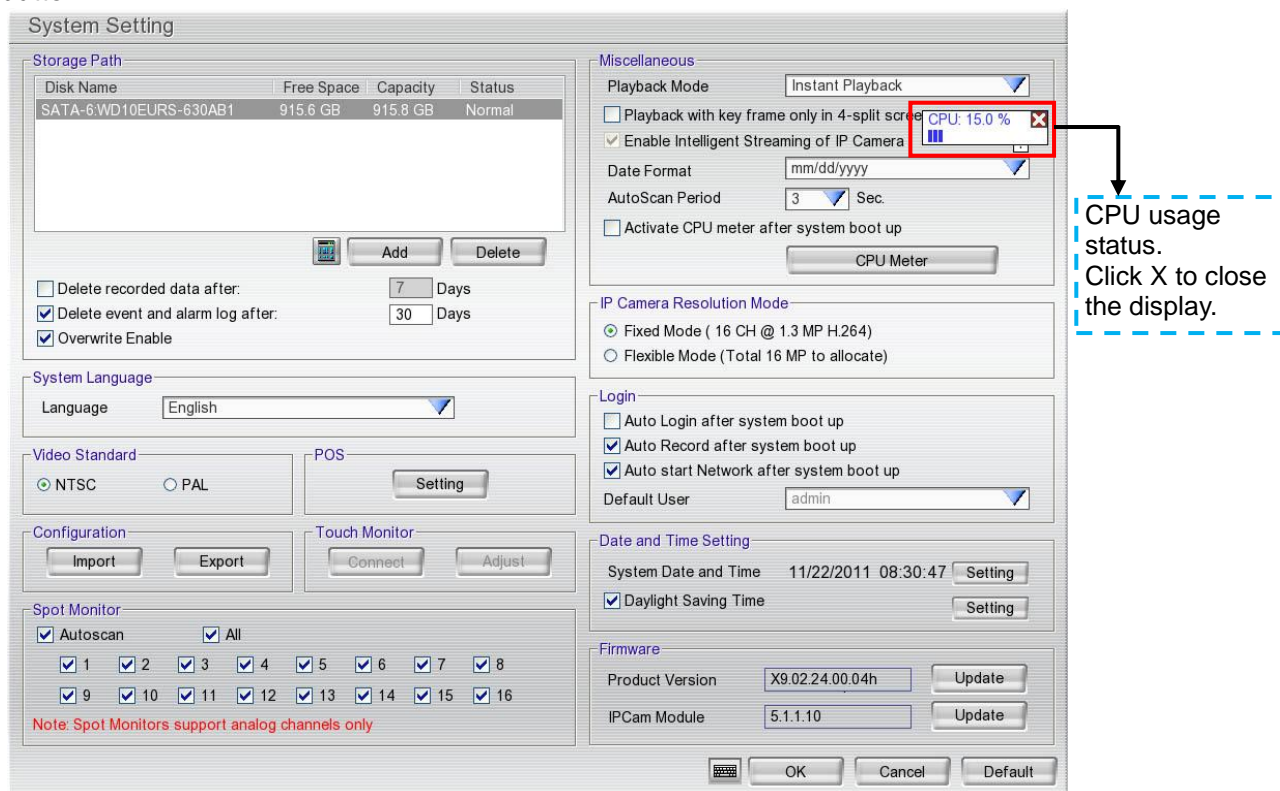 System Setting
Storage Path
Disk Name Free Space Capacity Status
SATA-6:WD10EURS-630AB1 915.6 GB 915.8 GB Normal
Add Delete
Delete recorded data after: 7 Days
Delete event and alarm log after: 30 Days
Overwrite Enable
System Language
Language English
Video Standard
NTSC PAL
POS
Setting
Configuration
Import Export
Touch Monitor
Connect Adjust
Spot Monitor
Autoscan All
1 2 3 4 5 6 7 8
9 10 11 12 13 14 15 16
Note: Spot Monitors support analog channels only
Miscellaneous
Playback Mode Instant Playback
Playback with key frame only in 4-split scree
CPU: 15.0 %
Enable Intelligent Streaming of IP Camera
Date Format mm/dd/yyyy
AutoScan Period 3 Sec.
Activate CPU meter after system boot up
CPU Meter
IP Camera Resolution Mode
Fixed Mode ( 16 CH @ 1.3 MP H.264)
Flexible Mode (Total 16 MP to allocate)
Login
Auto Login after system boot up
Auto Record after system boot up
Auto start Network after system boot up
Default User admin
Date and Time Setting
System Date and Time 11/22/2011 08:30:47 Setting
Daylight Saving Time Setting
Firmware
Product Version X9.02.24.00.04h Update
IPCam Module 5.1.1.10 Update
OK Cancel Default
CPU usage
status.
Click X to close
the display.